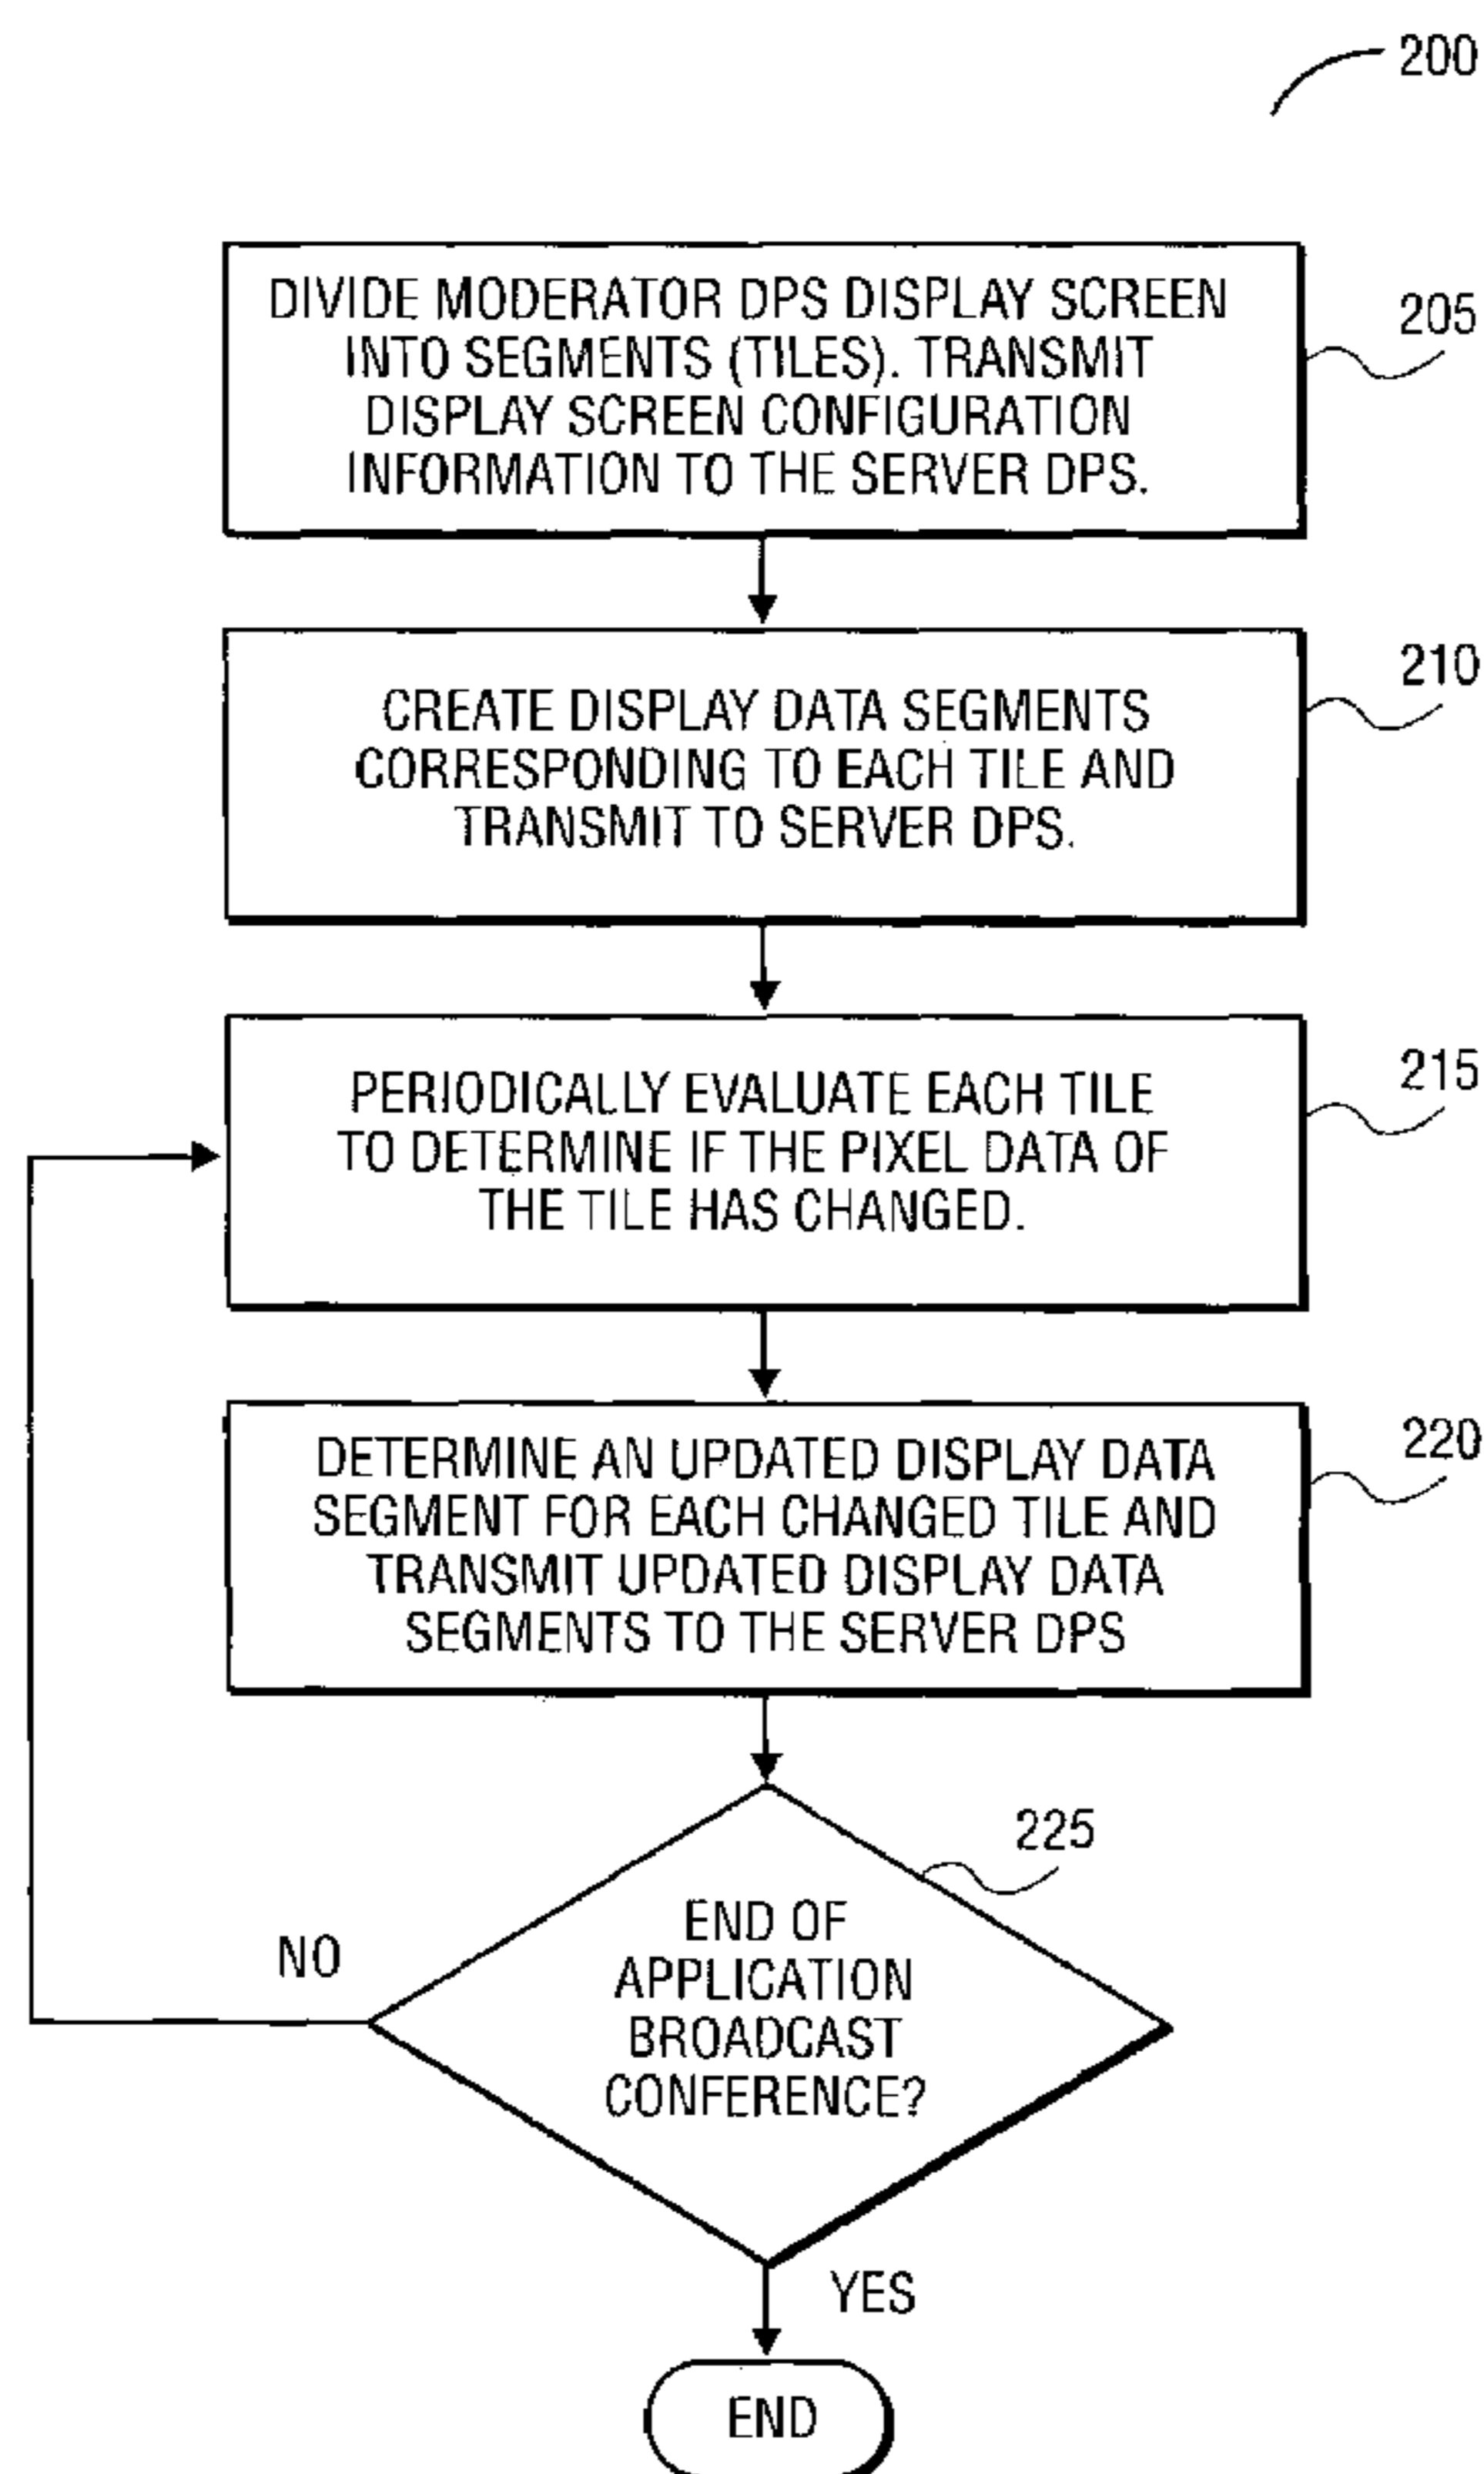 200
DIVIDE MODERATOR DPS DISPLAY SCREEN
INTO SEGMENTS (TILES). TRANSMIT
DISPLAY SCREEN CONFIGURATION
INFORMATION TO THE SERVER DPS.
205
CREATE DISPLAY DATA SEGMENTS
CORRESPONDING TO EACH TILE AND
TRANSMIT TO SERVER DPS.
210
PERIODICALLY EVALUATE EACH TILE
TO DETERMINE IF THE PIXEL DATA OF
THE TILE HAS CHANGED.
215
DETERMINE AN UPDATED DISPLAY DATA
SEGMENT FOR EACH CHANGED TILE AND
TRANSMIT UPDATED DISPLAY DATA
SEGMENTS TO THE SERVER DPS
220
225
END OF
APPLICATION
BROADCAST
CONFERENCE?
NO
YES
END